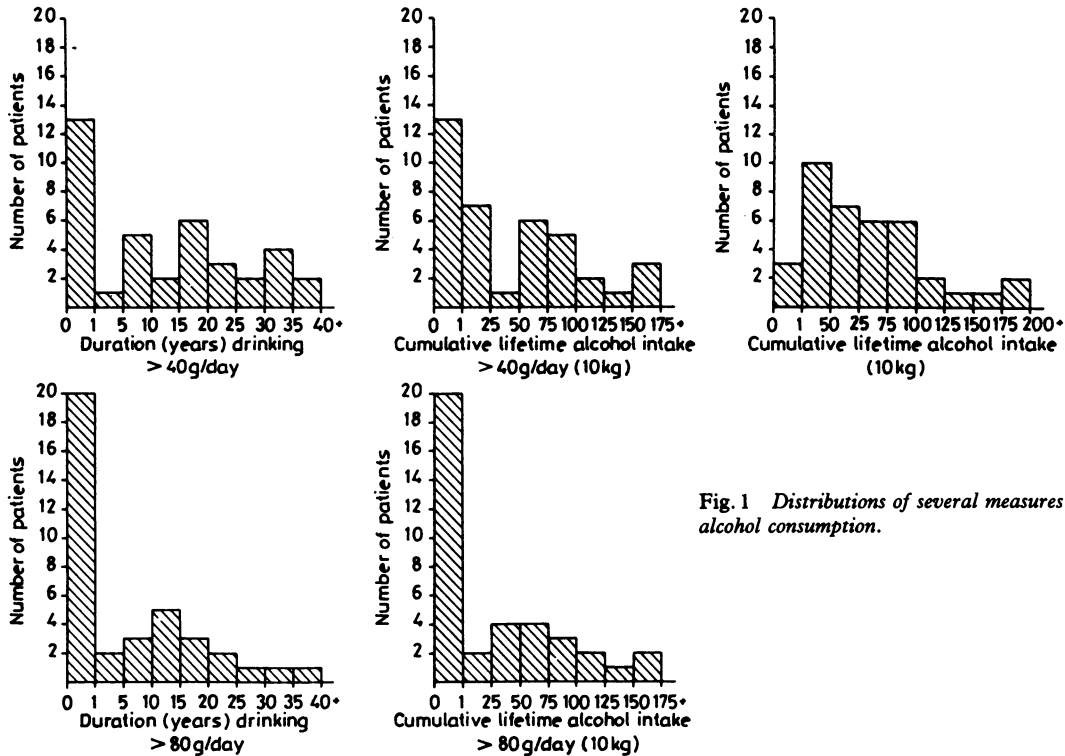 Number of patients
20
18
16
14
12
10
8
6
4
2
0 1 5 10 15 20 25 30 35 40+
Duration (years) drinking
> 40g/day
Number of patients
20
18
16
14
12
10
8
6
4
2
0 1 25 50 75 100 125 150 175+
Cumulative lifetime alcohol intake
> 40g/day (10kg)
Number of patients
20
18
16
14
12
10
8
6
4
2
0 1 50 25 75 100 125 150 175 200+
Cumulative lifetime alcohol intake
(10kg)
Number of patients
20
18
16
14
12
10
8
6
4
2
0 1 5 10 15 20 25 30 35 40+
Duration (years) drinking
> 80g/day
Number of patients
20
18
16
14
12
10
8
6
4
2
0 1 25 50 75 100 125 150 175+
Cumulative lifetime alcohol intake
> 80g/day (10kg)
Fig. 1 Distributions of several measures
alcohol consumption.